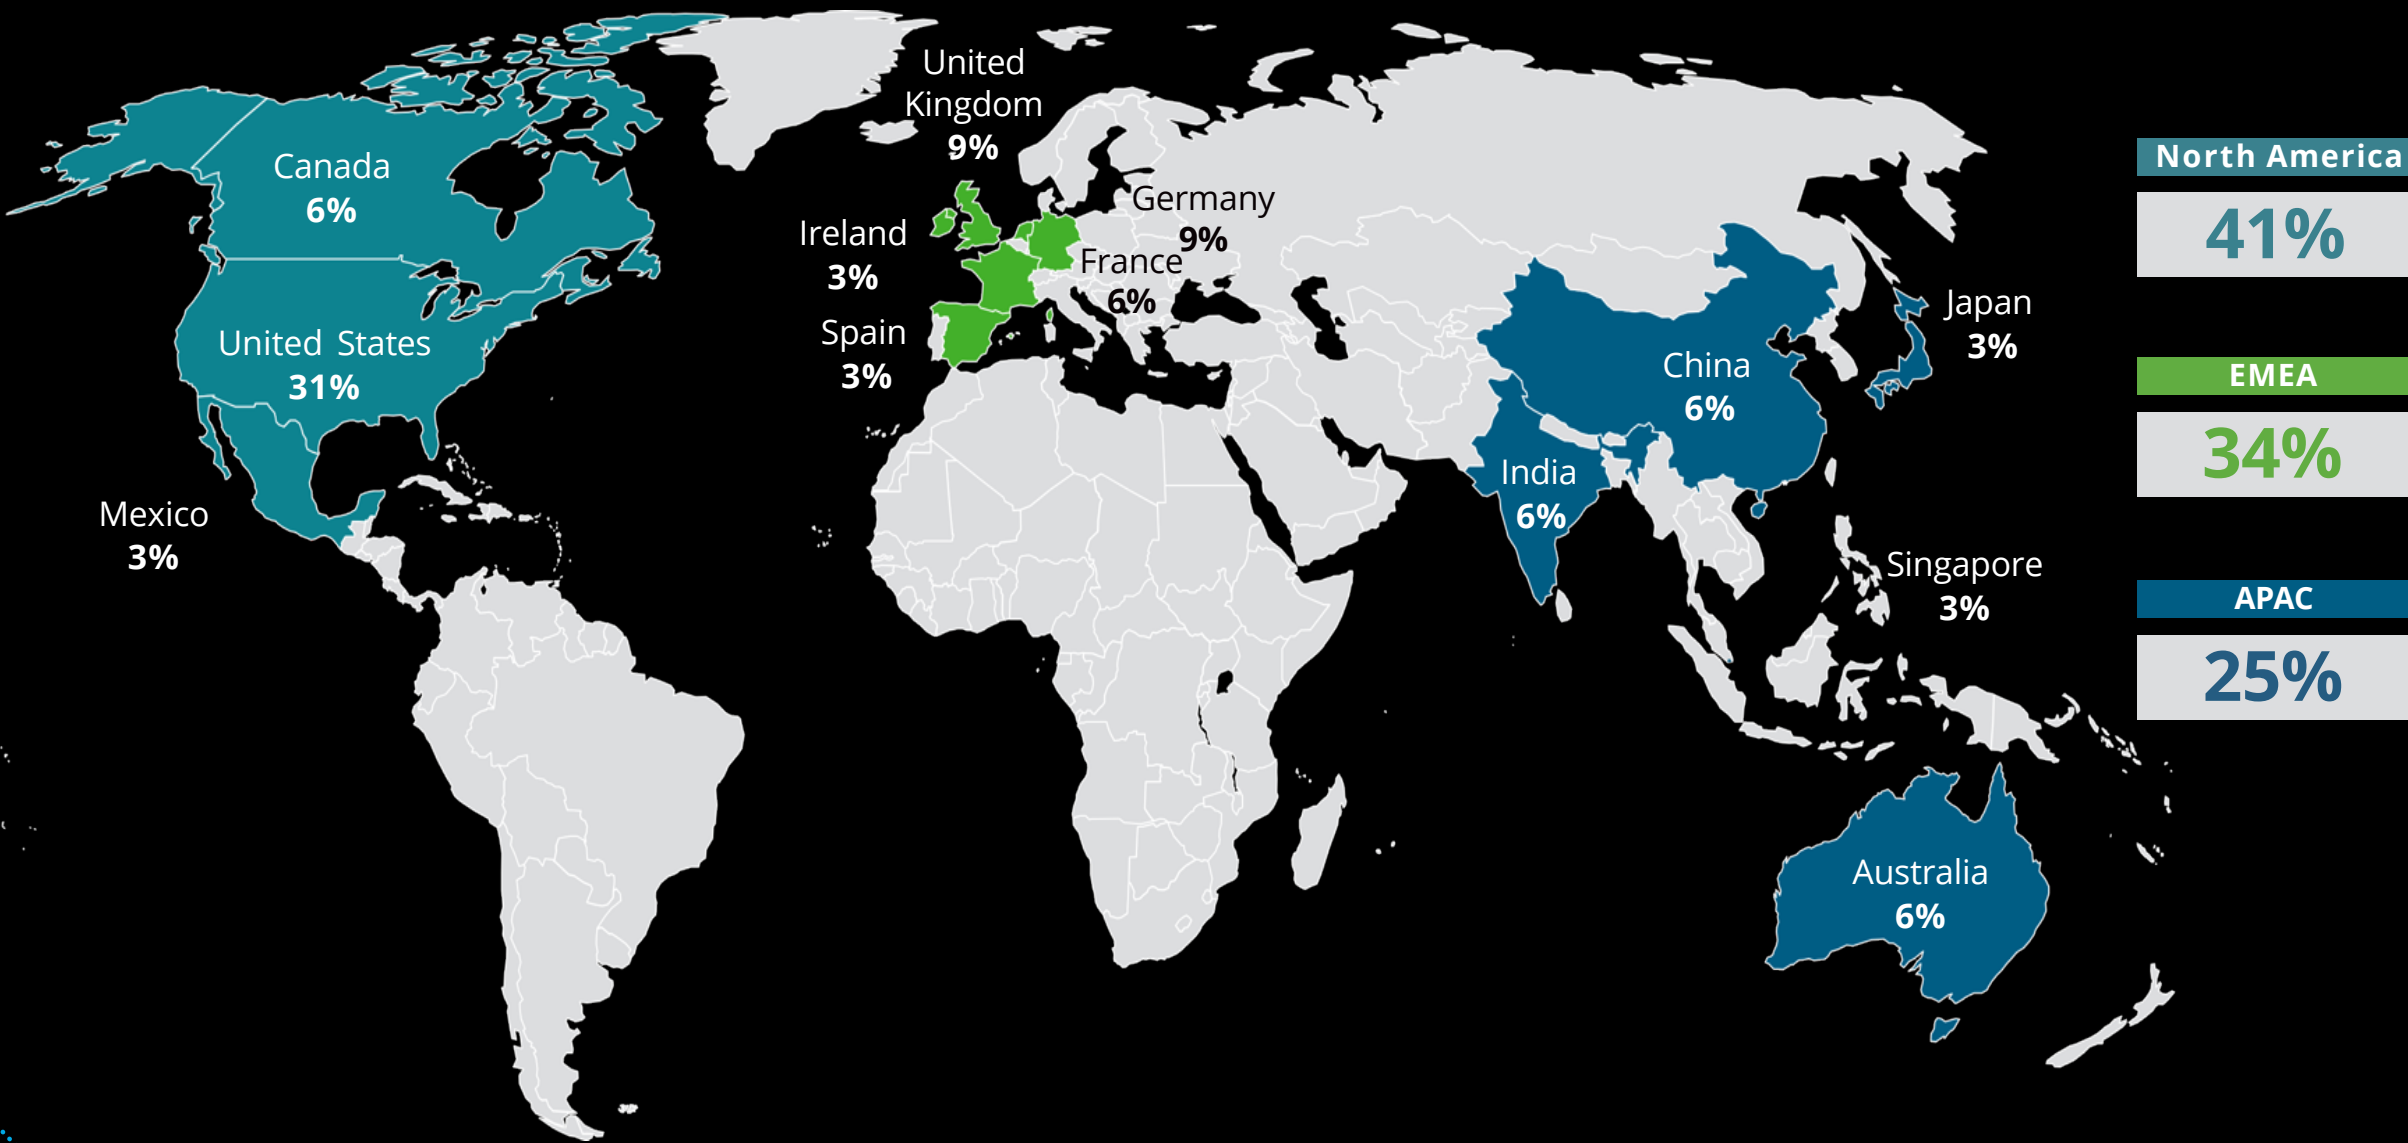 United
Kingdom
9%
Canada
6%
Germany
9%
Ireland
3%
France
6%
Spain
3%
United States
31%
Mexico
3%
Japan
3%
China
6%
India
6%
Singapore
3%
Australia
6%
North America
41%
EMEA
34%
APAC
25%